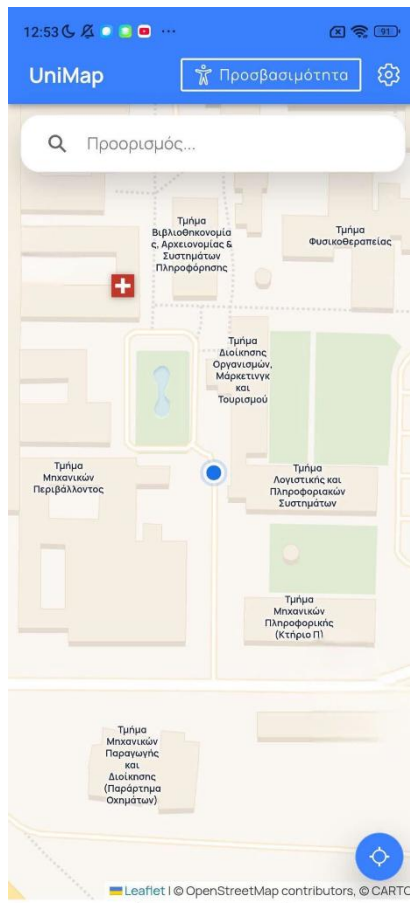 12:53
91
UniMap
Προσβασιμότητα
Προορισμός...
Τμήμα
Βιβλιοθηκονομία
ς, Αρχειονομίας &
Συστημάτων
Πληροφόρησης
Τμήμα
Φυσικοθεραπείας
Τμήμα
Διοίκησης
Οργανισμών,
Μάρκετινγκ
και
Τουρισμού
Τμήμα
Μηχανικών
Περιβάλλοντος
Τμήμα
Λογιστικής και
Πληροφοριακών
Συστημάτων
Τμήμα
Μηχανικών
Πληροφορικής
(Κτήριο Π)
Τμήμα
Μηχανικών
Παραγωγής
και
Διοίκησης
(Παράρτημα
Οχημάτων)
Leaflet | © OpenStreetMap contributors, © CARTO